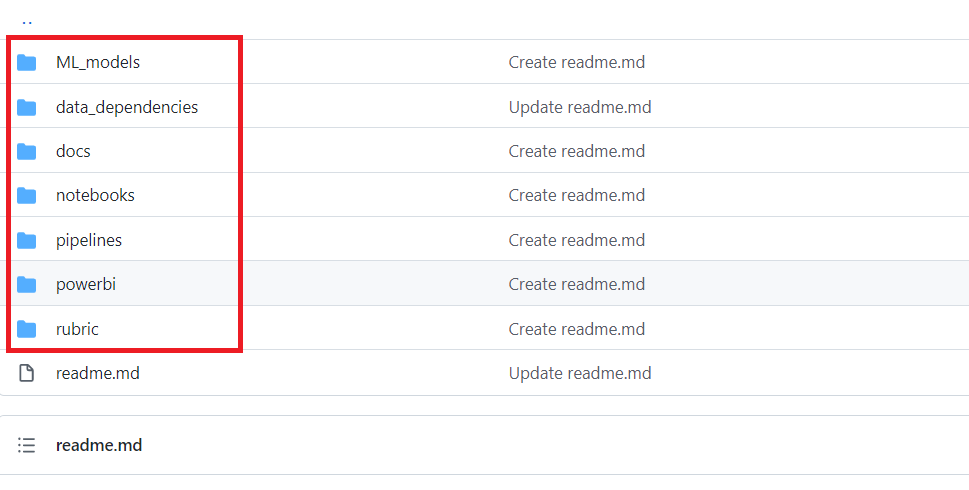 ..
ML_models Create readme.md
data_dependencies Update readme.md
docs Create readme.md
notebooks Create readme.md
pipelines Create readme.md
powerbi Create readme.md
rubric Create readme.md
readme.md Update readme.md
readme.md